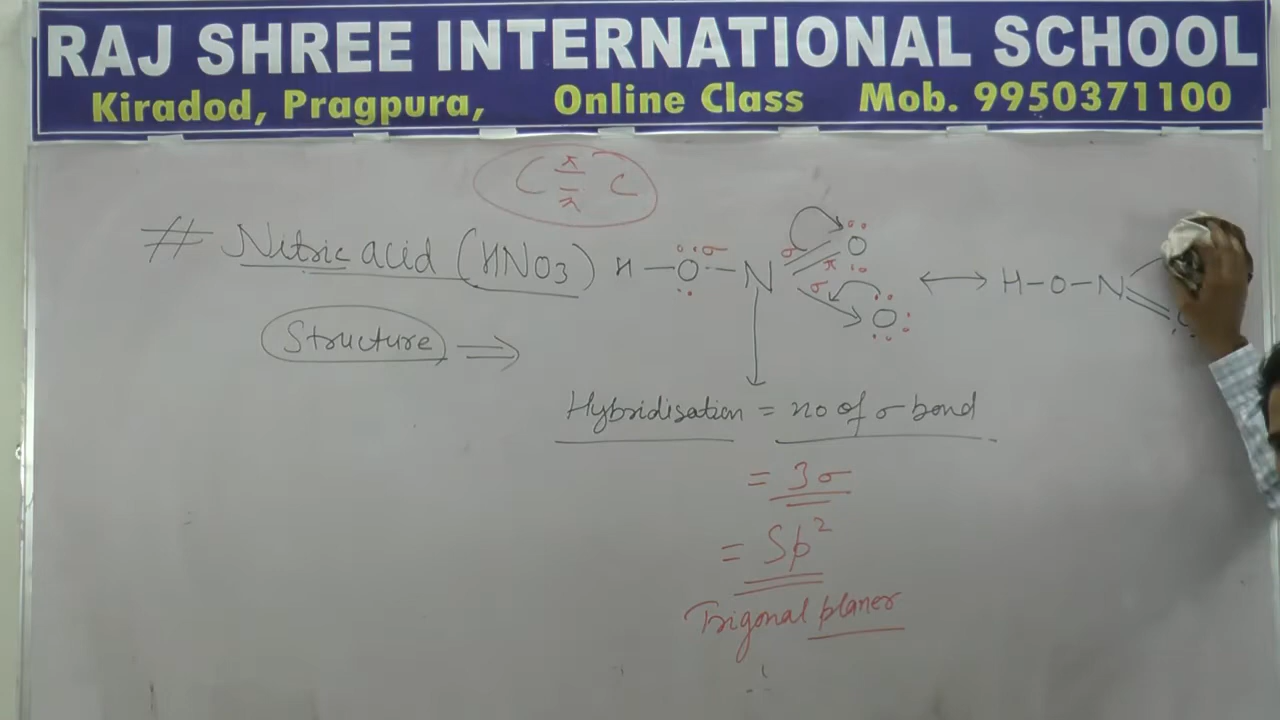 RAJ SHREE INTERNATIONAL SCHOOL
Kiradod, Pragpura, Online Class Mob. 9950371100
C π π C
# Nitric acid (HNO3) H-O-N O O ↔ H-O-N
σ σ π σ
Structure ⇒
Hybridisation = no of σ bond
= 3σ
= Sp²
Trigonal planer